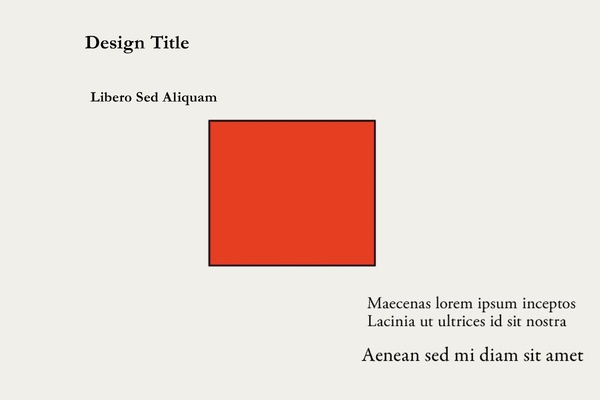 Design Title
Libero Sed Aliquam
Maecenas lorem ipsum inceptos
Lacinia ut ultrices id sit nostra
Aenean sed mi diam sit amet